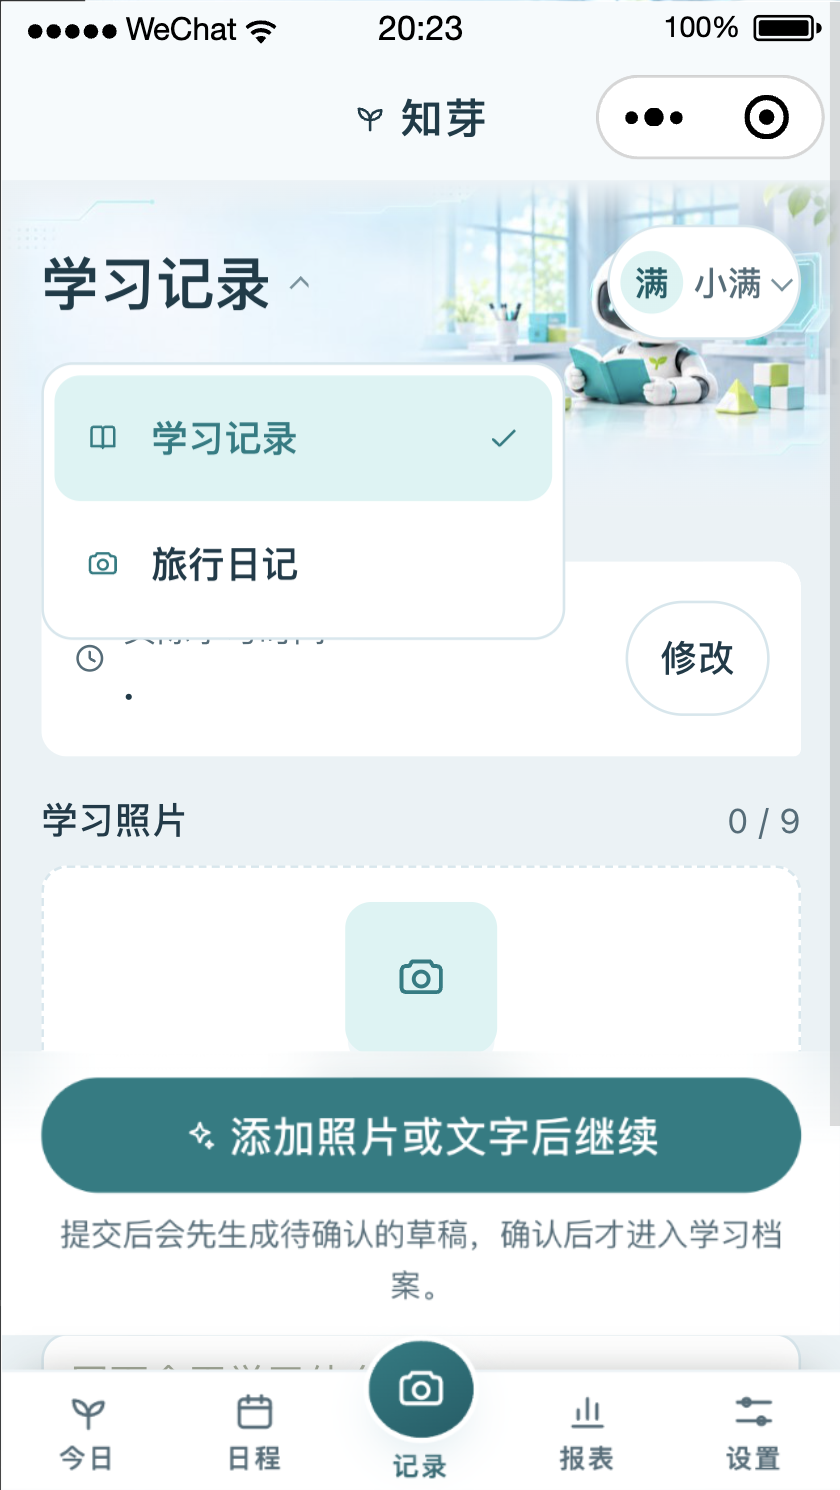 WeChat 20:23 100%
知芽
学习记录
满 小满
学习记录
旅行日记
修改
学习照片 0 / 9
添加照片或文字后继续
提交后会先生成待确认的草稿，确认后才进入学习档
案。
今日 日程 记录 报表 设置